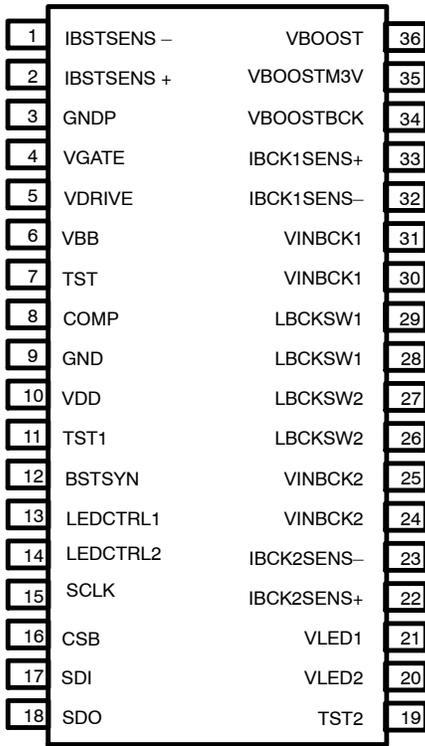 1 IBSTSENS – VBOOST 36
2 IBSTSENS + VBOOSTM3V 35
3 GNDP VBOOSTBCK 34
4 VGATE IBCK1SENS+ 33
5 VDRIVE IBCK1SENS– 32
6 VBB VINBCK1 31
7 TST VINBCK1 30
8 COMP LBCKSW1 29
9 GND LBCKSW1 28
10 VDD LBCKSW2 27
11 TST1 LBCKSW2 26
12 BSTSYN VINBCK2 25
13 LEDCTRL1 VINBCK2 24
14 LEDCTRL2 IBCK2SENS– 23
15 SCLK IBCK2SENS+ 22
16 CSB VLED1 21
17 SDI VLED2 20
18 SDO TST2 19